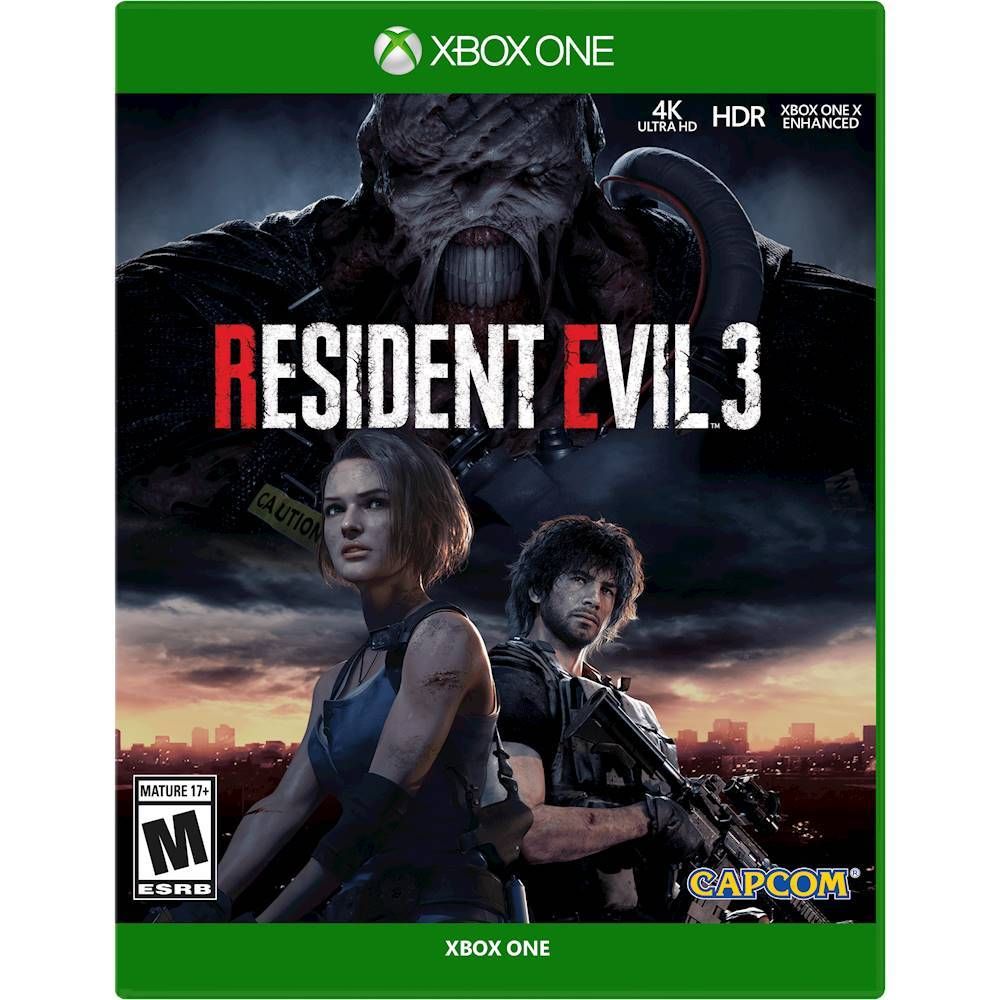 XBOX ONE
4K
ULTRA HD
HDR
XBOX ONE X
ENHANCED
RESIDENT EVIL 3
TM
CAUTION
MATURE 17+
M
ESRB
CAPCOM®
XBOX ONE